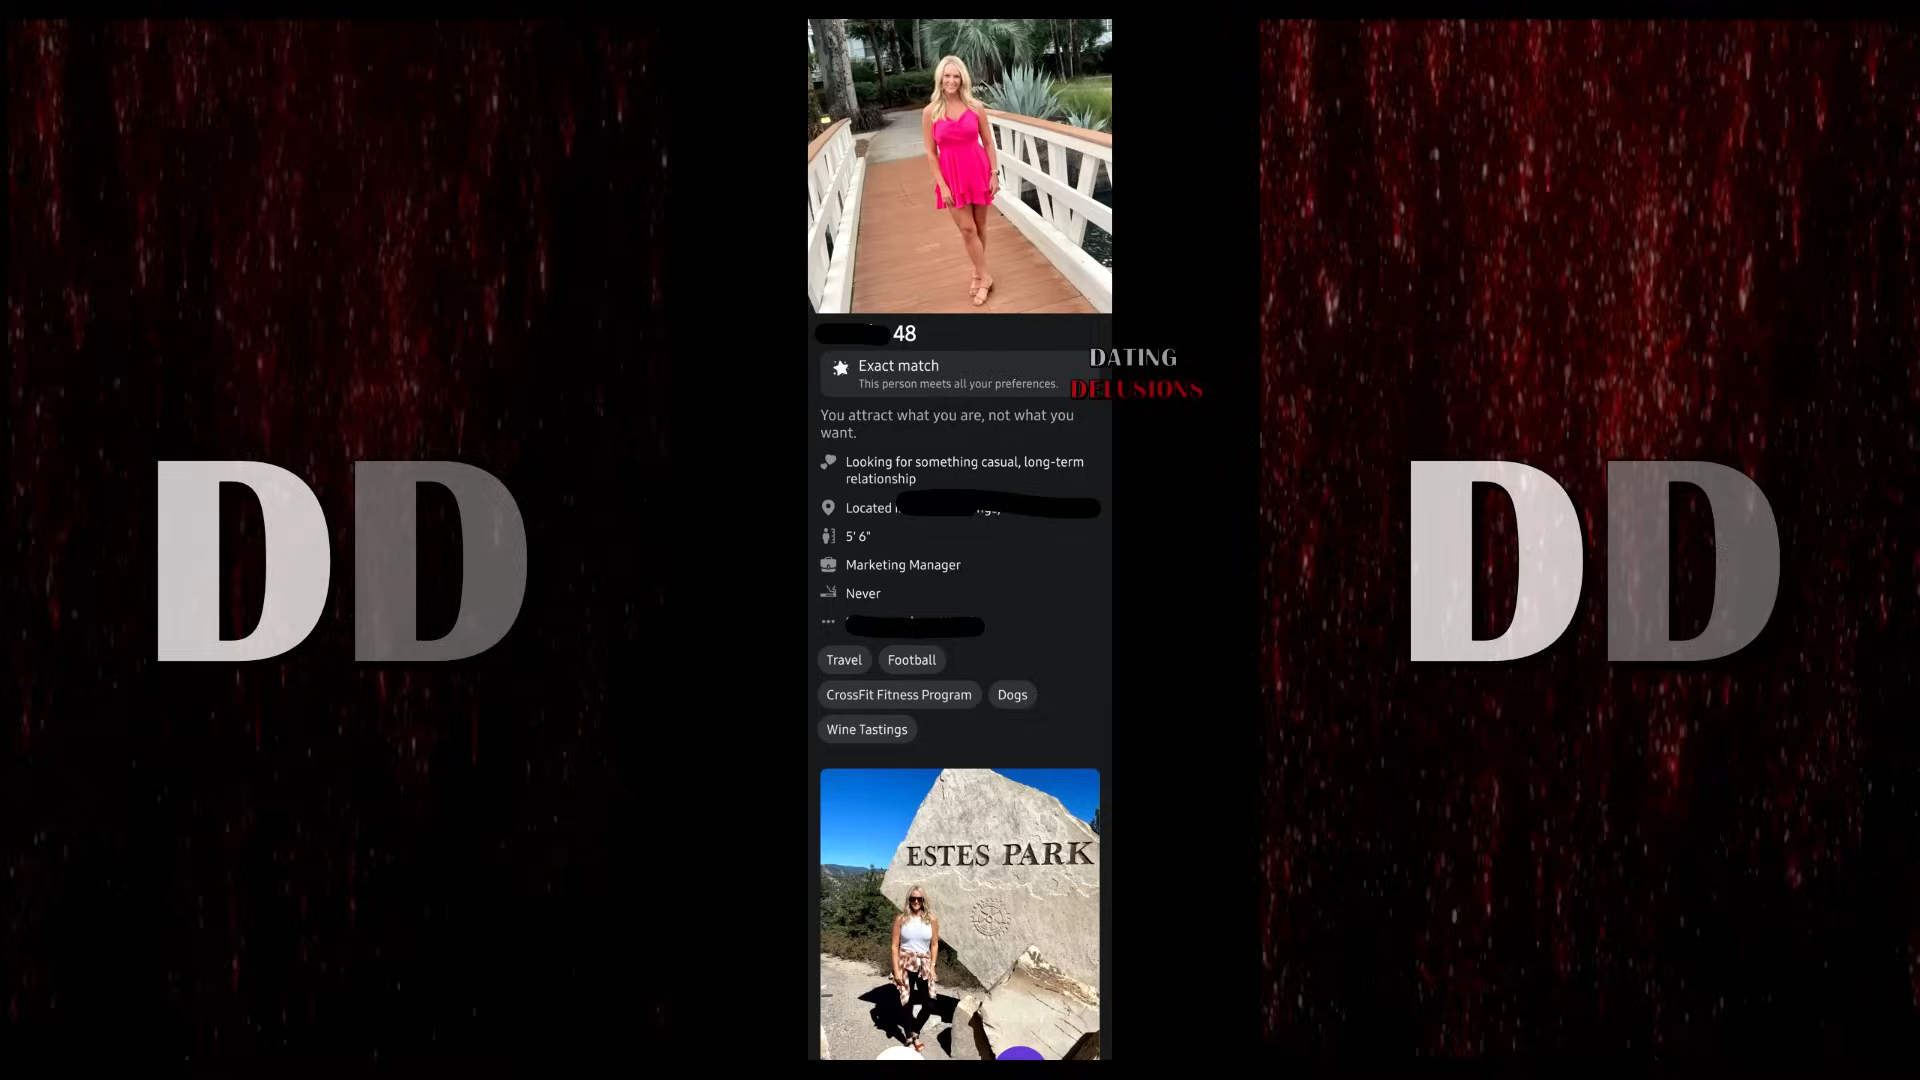 48
Exact match
This person meets all your preferences.
DATING
DELUSIONS
You attract what you are, not what you
want.
Looking for something casual, long-term
relationship
Located
5' 6"
Marketing Manager
Never
Travel
Football
CrossFit Fitness Program
Dogs
Wine Tastings
DD
DD
ESTES PARK